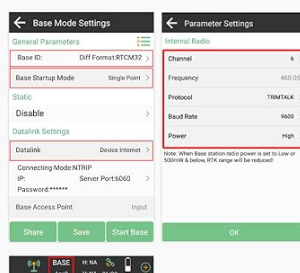 Base Mode Settings
General Parameters
Base ID: Diff Format:RTCM32
Base Startup Mode Single Point
Static
Disable
Datalink Settings
Datalink Device Internet
Connecting Mode:NTRIP
IP: Server Port:6060
Password:******
Base Access Point Input
Share Save Start Base
BASE H: NA
Parameter Settings
Internal Radio
Channel 6
Frequency 460.05
Protocol TRIMTALK
Baud Rate 9600
Power High
Note: When Base station radio power is set to Low or
500mW & below, RTK range will be reduced!
OK